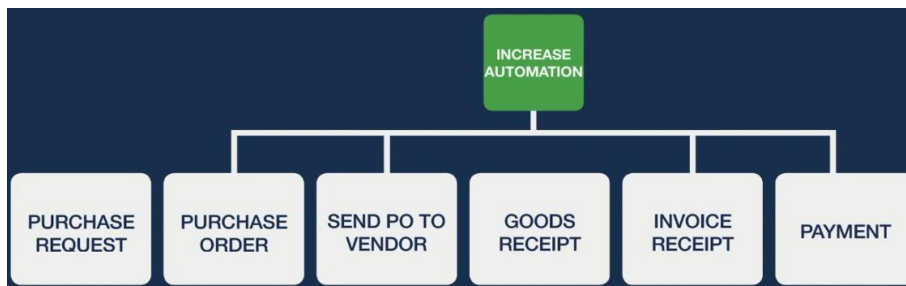 INCREASE
AUTOMATION
PURCHASE
REQUEST
PURCHASE
ORDER
SEND PO TO
VENDOR
GOODS
RECEIPT
INVOICE
RECEIPT
PAYMENT